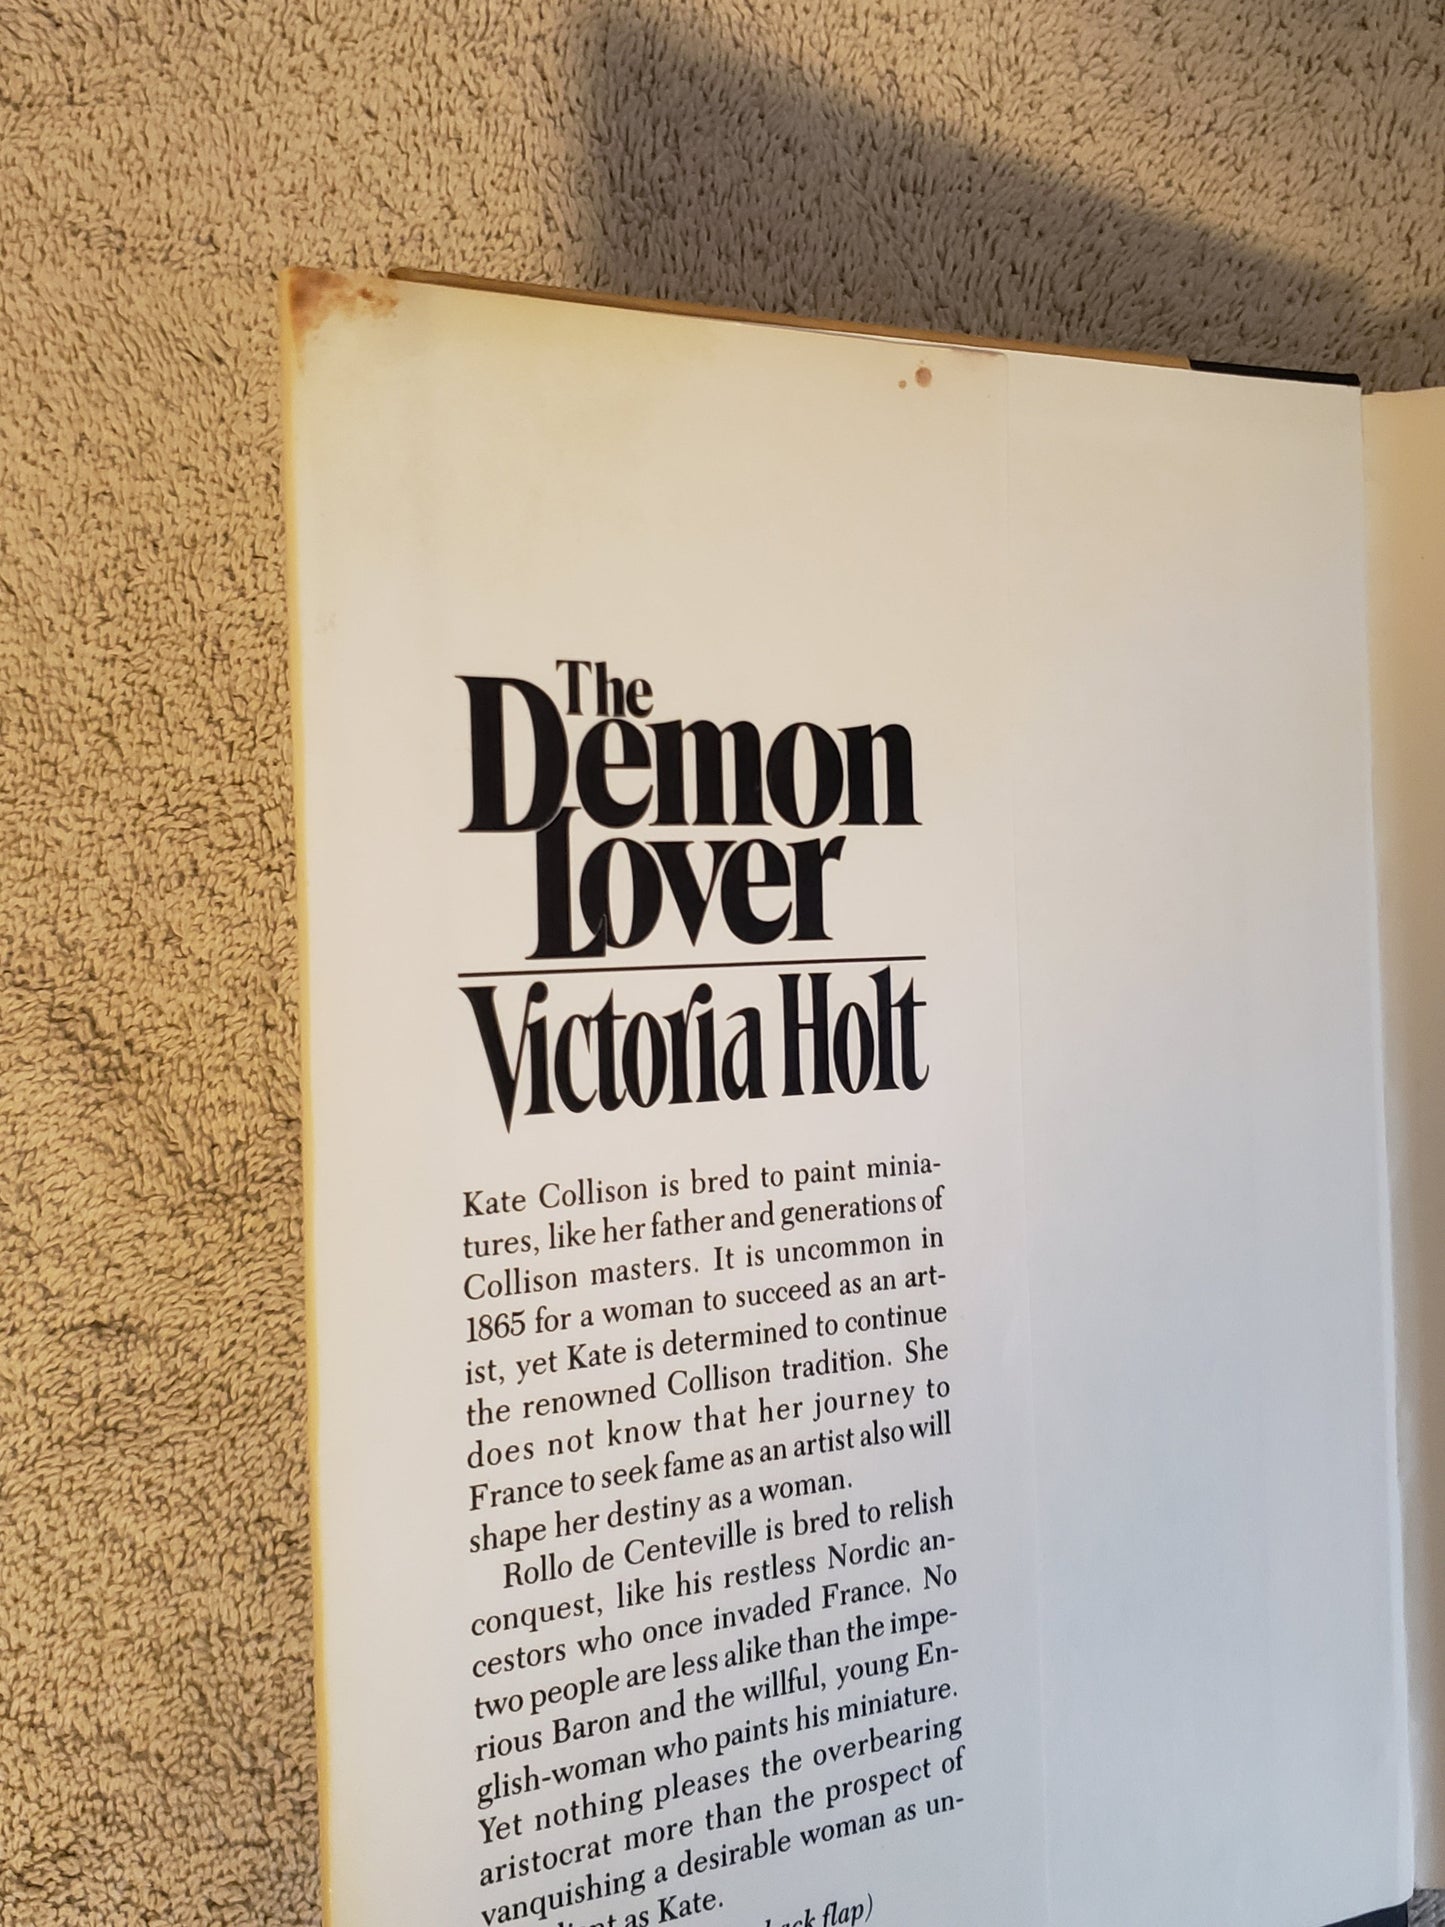 The
Demon
Lover
Victoria Holt
Kate Collison is bred to paint minia-
tures, like her father and generations of
Collison masters. It is uncommon in
1865 for a woman to succeed as an art-
ist, yet Kate is determined to continue
the renowned Collison tradition. She
does not know that her journey to
France to seek fame as an artist also will
shape her destiny as a woman.
Rollo de Centeville is bred to relish
conquest, like his restless Nordic an-
cestors who once invaded France. No
two people are less alike than the impe-
rious Baron and the willful, young En-
glish-woman who paints his miniature.
Yet nothing pleases the overbearing
aristocrat more than the prospect of
vanquishing a desirable woman as un-
as Kate.
flap)